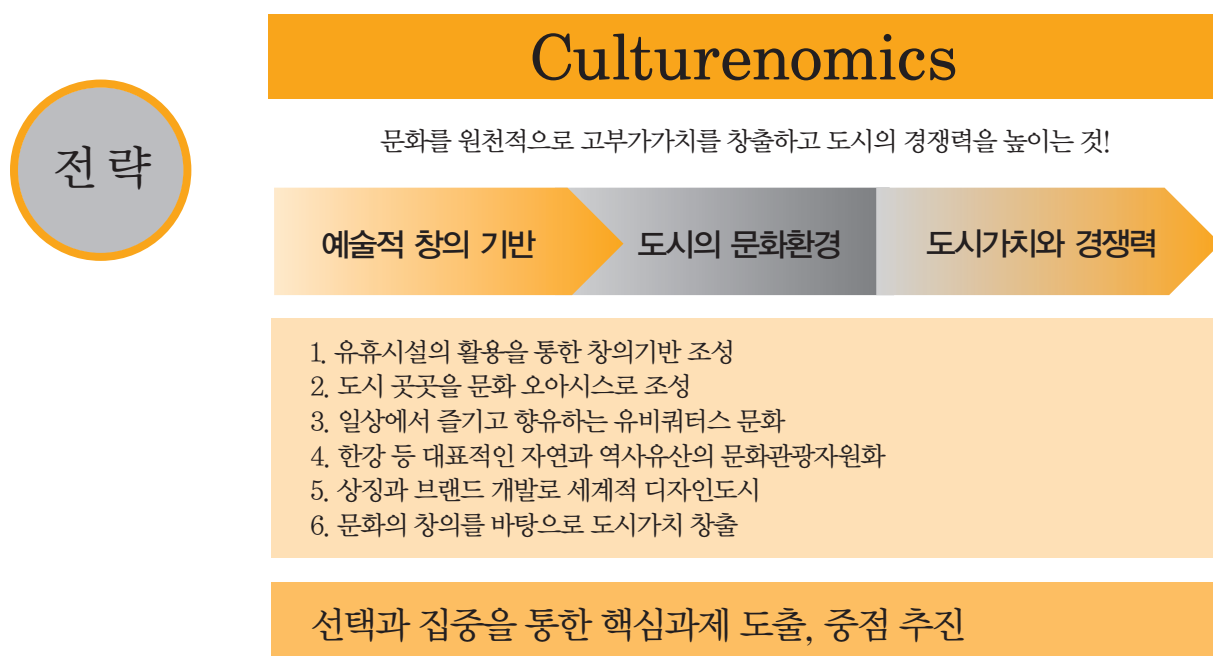 Culturenomics
전 략
문화를 원천적으로 고부가가치를 창출하고 도시의 경쟁력을 높이는 것!
예술적 창의 기반
도시의 문화환경
도시가치와 경쟁력
1. 유휴시설의 활용을 통한 창의기반 조성
2. 도시 곳곳을 문화 오아시스로 조성
3. 일상에서 즐기고 향유하는 유비쿼터스 문화
4. 한강 등 대표적인 자연과 역사유산의 문화관광자원화
5. 상징과 브랜드 개발로 세계적 디자인도시
6. 문화의 창의를 바탕으로 도시가치 창출
선택과 집중을 통한 핵심과제 도출, 중점 추진